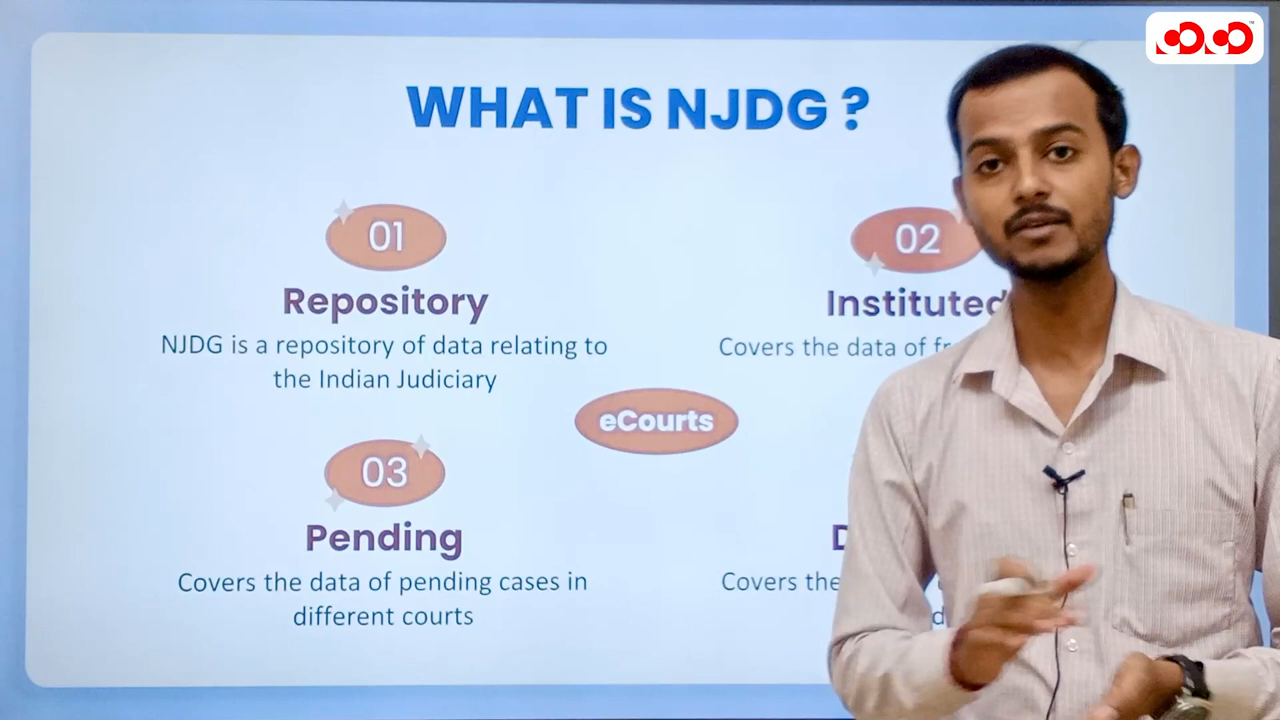 WHAT IS NJDG ?
01
Repository
NJDG is a repository of data relating to
the Indian Judiciary
02
Instituted
Covers the data of
eCourts
03
Pending
Covers the data of pending cases in
different courts
Covers the